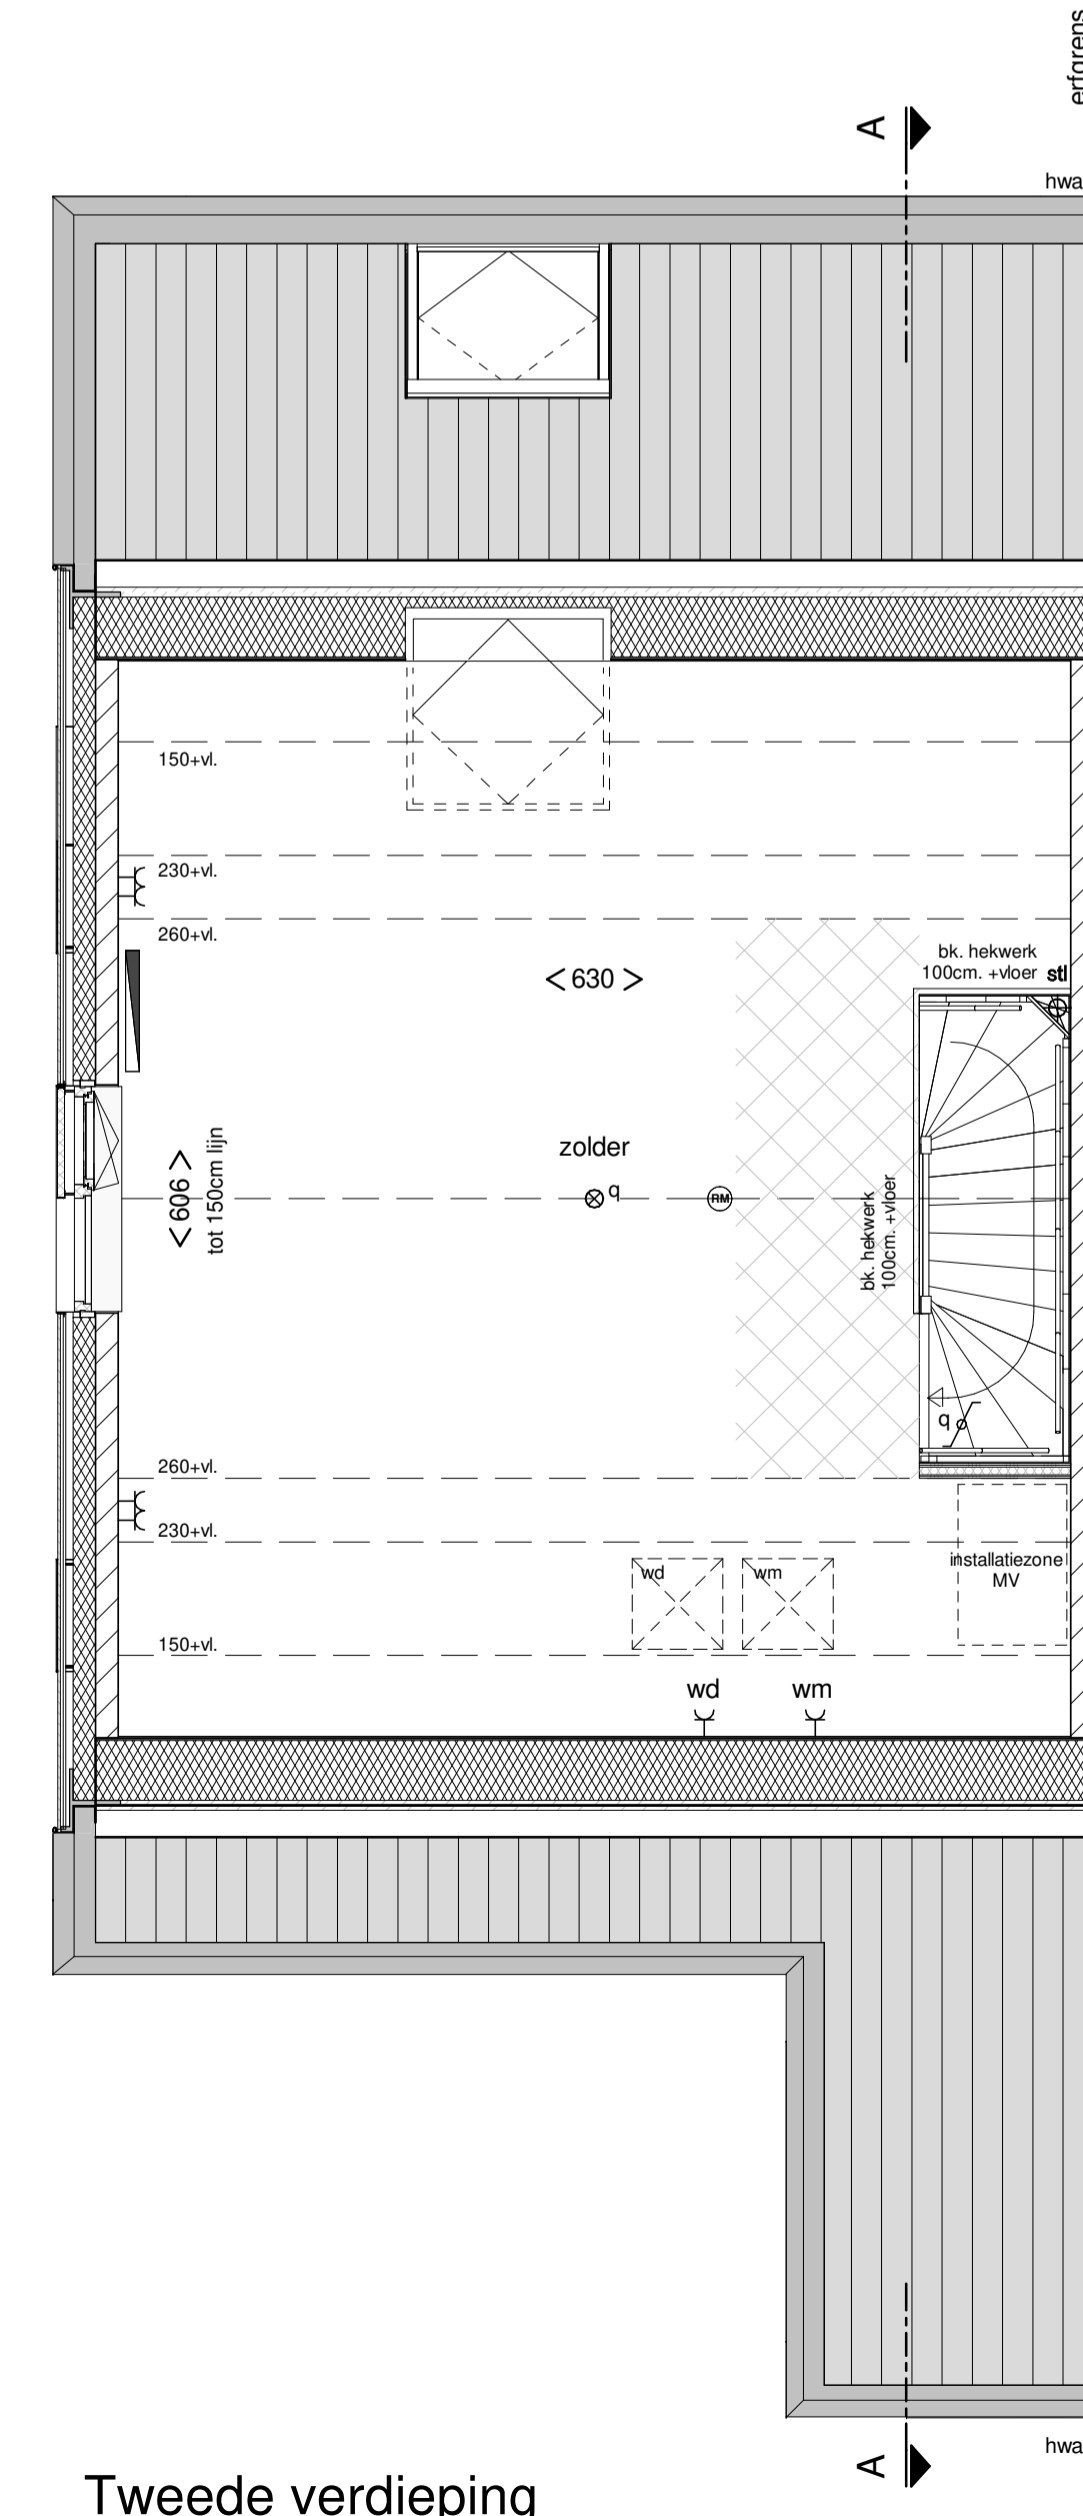 erfgrens
A
hwa
150+vl.
230+vl.
260+vl.
bk. hekwerk
100cm. +vloer
stl
< 630 >
zolder
q
RM
< 606 >
tot 150cm lijn
bk. hekwerk
100cm. +vloer
q
260+vl.
230+vl.
installatiezone
MV
wd
wm
150+vl.
wd
wm
hwa
A
Tweede verdieping